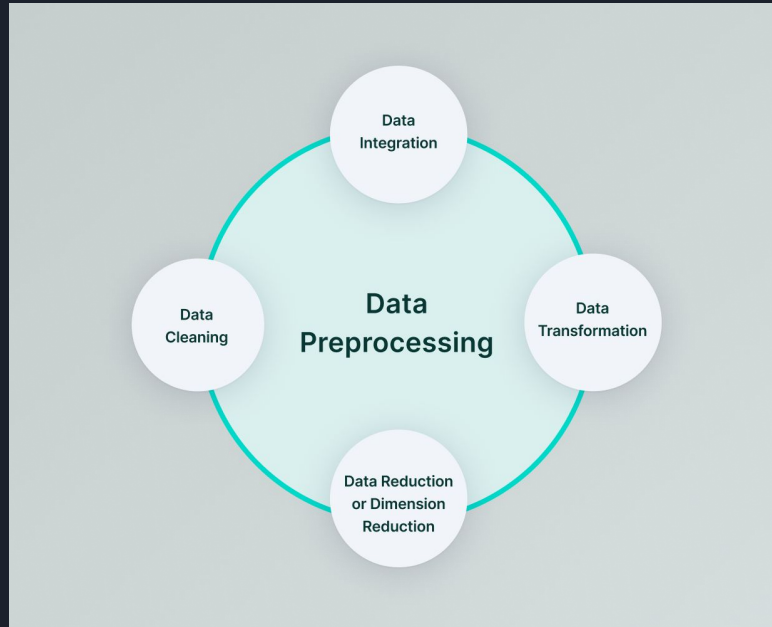 Data
Integration
Data
Cleaning
Data
Preprocessing
Data
Transformation
Data Reduction
or Dimension
Reduction